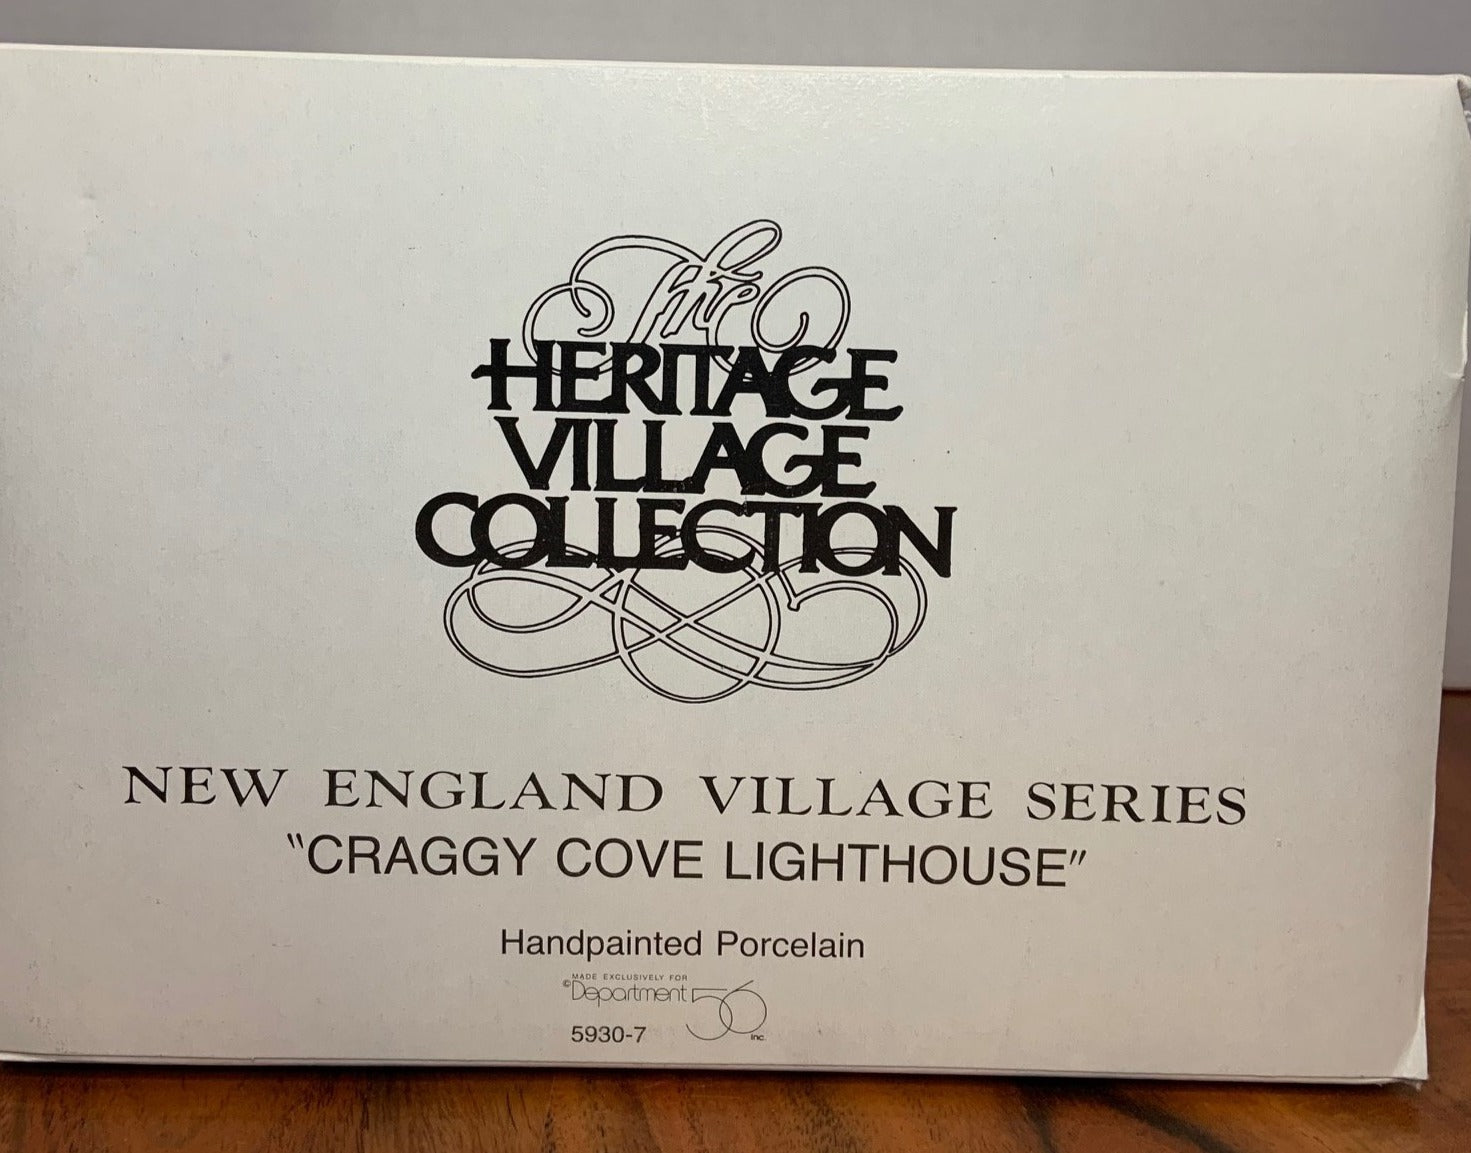 The
HERITAGE
VILLAGE
COLLECTION
NEW ENGLAND VILLAGE SERIES
"CRAGGY COVE LIGHTHOUSE"
Handpainted Porcelain
MADE EXCLUSIVELY FOR
©Department 56 inc.
5930-7